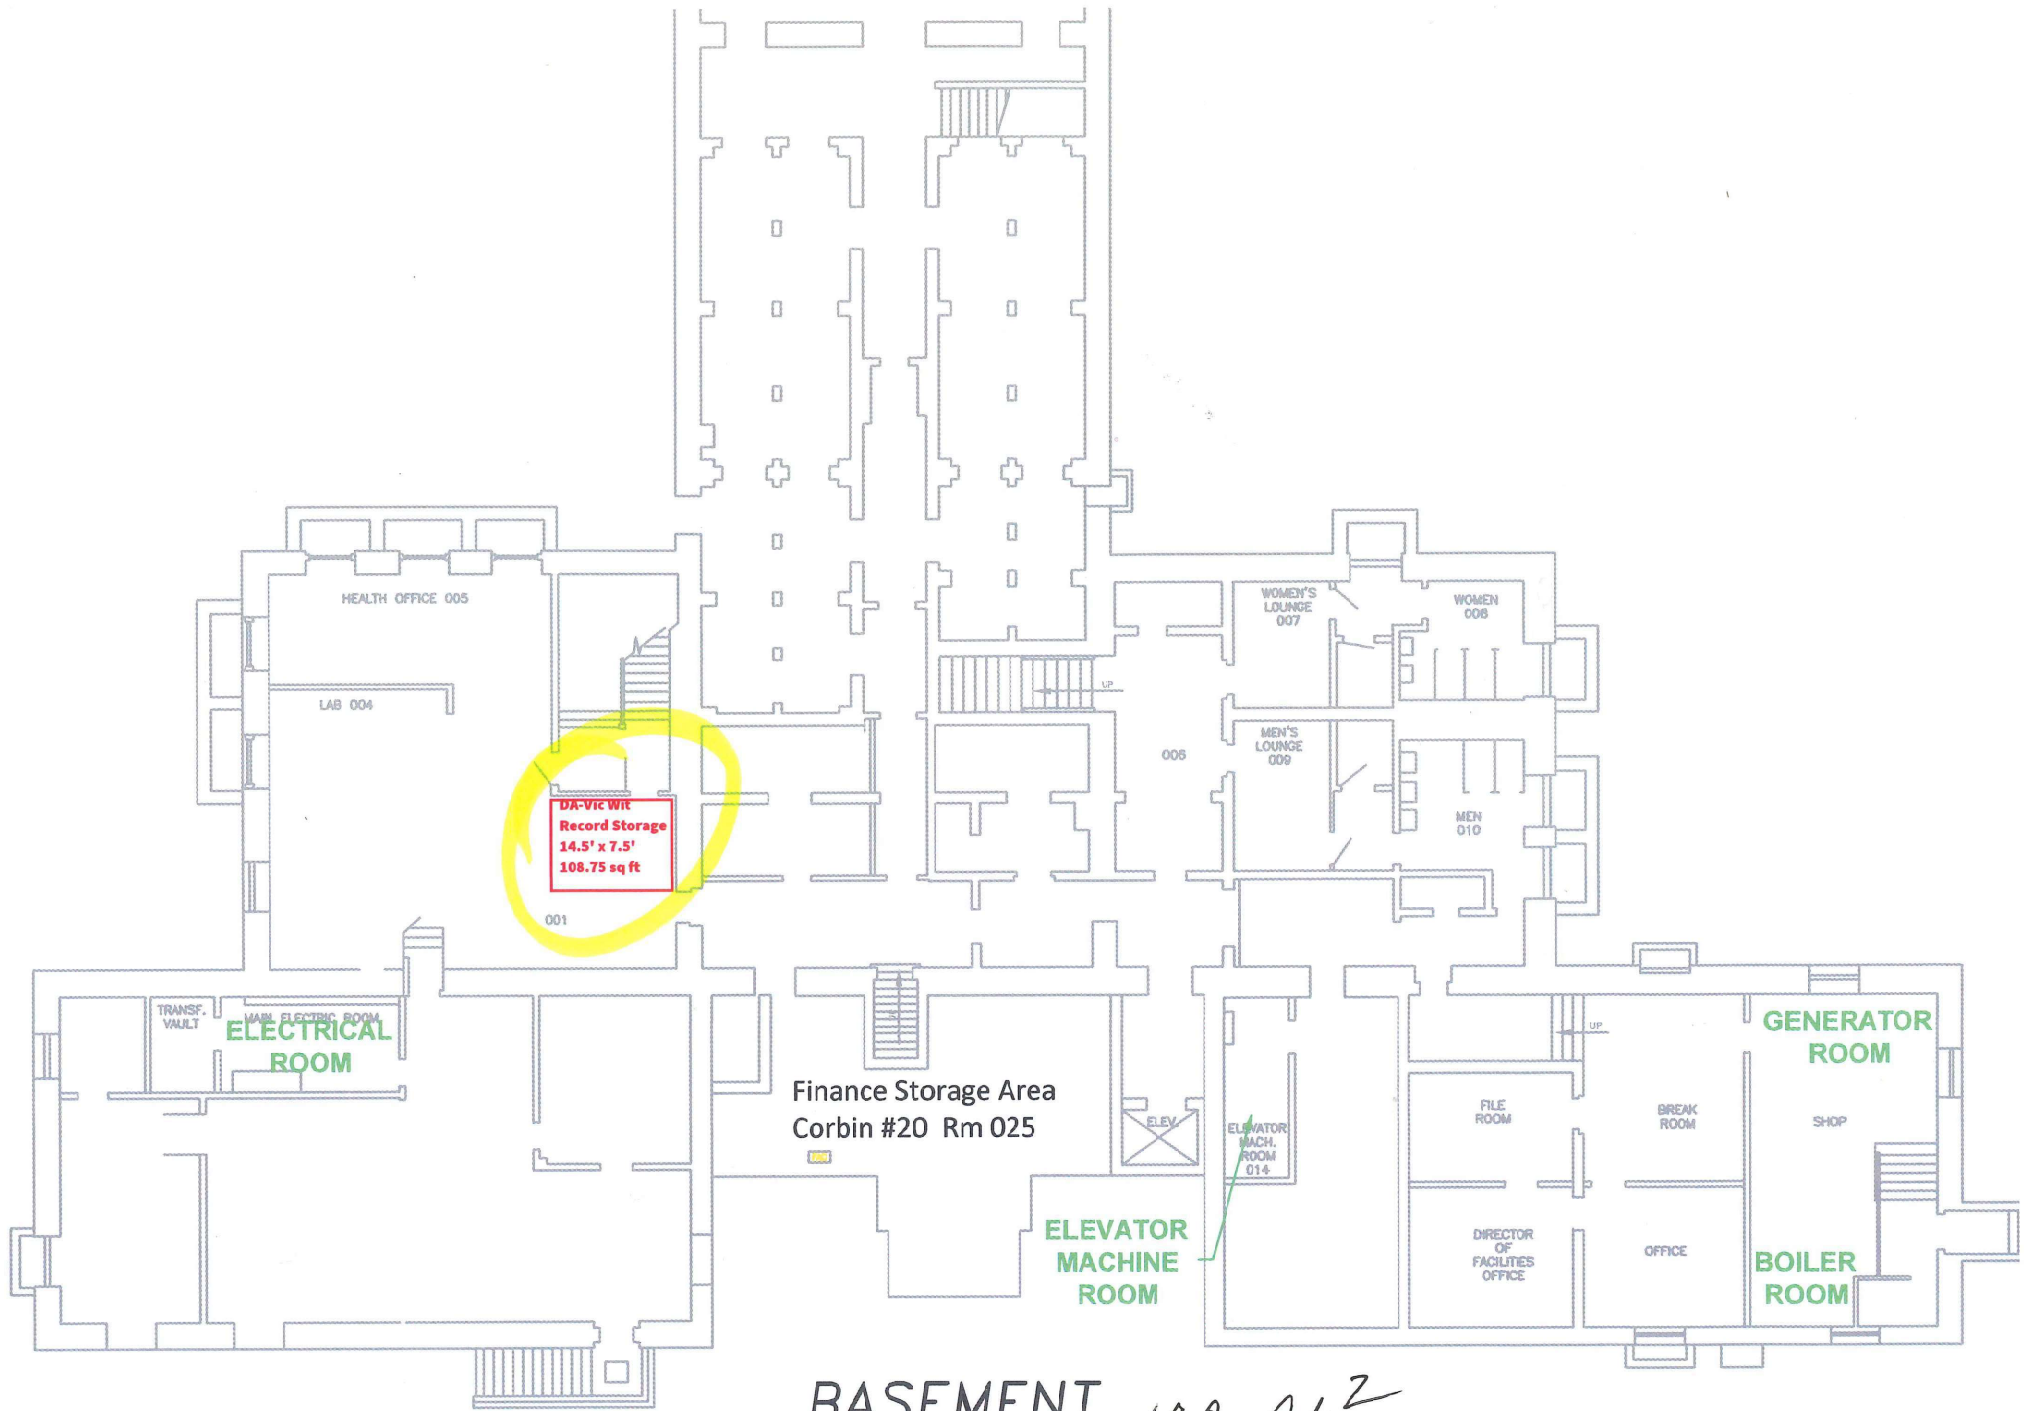 HEALTH OFFICE 005
LAB 004
WOMEN'S
LOUNGE
007
WOMEN
006
UP
006
MEN'S
LOUNGE
009
MEN
010
DA-Vic Wit
Record Storage
14.5' x 7.5'
108.75 sq ft
001
TRANSF.
VAULT
MAIN ELECTRIC ROOM
ELECTRICAL
ROOM
Finance Storage Area
Corbin #20 Rm 025
ELEV.
ELEVATOR
MACH.
ROOM
014
ELEVATOR
MACHINE
ROOM
UP
FILE
ROOM
BREAK
ROOM
GENERATOR
ROOM
SHOP
DIRECTOR
OF
FACILITIES
OFFICE
OFFICE
BOILER
ROOM
BASEMENT